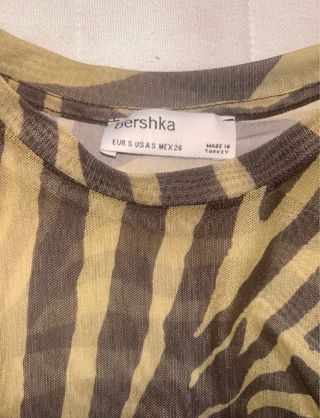 Bershka
EUR S USA S MEX 26
MADE IN
TURKEY